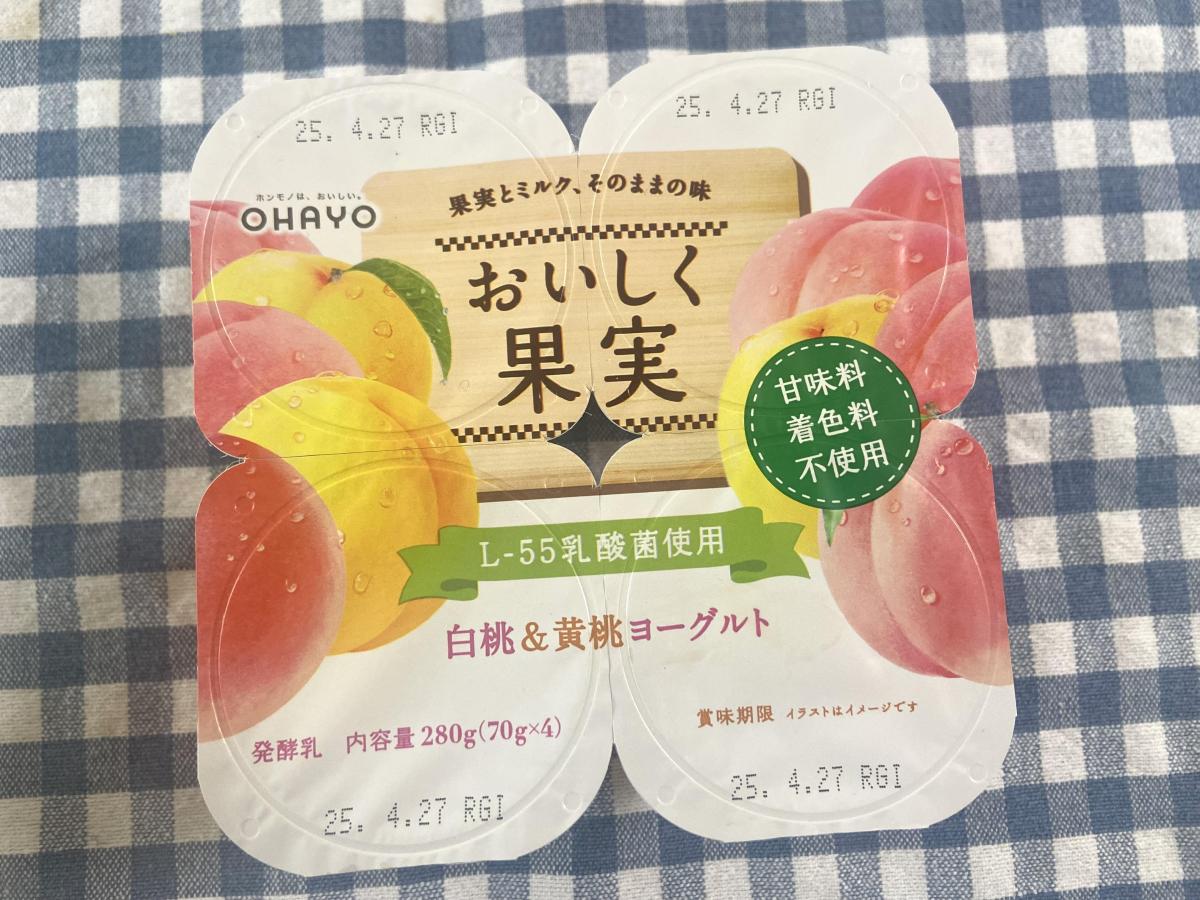 25. 4.27 RGI
25. 4.27 RGI
ホンモノは、おいしい。
OHAYO
果実とミルク、そのままの味
おいしく
果実
甘味料
着色料
不使用
L-55乳酸菌使用
白桃&黄桃ヨーグルト
発酵乳 内容量280g(70g×4)
賞味期限 イラストはイメージです
25. 4.27 RGI
25. 4.27 RGI